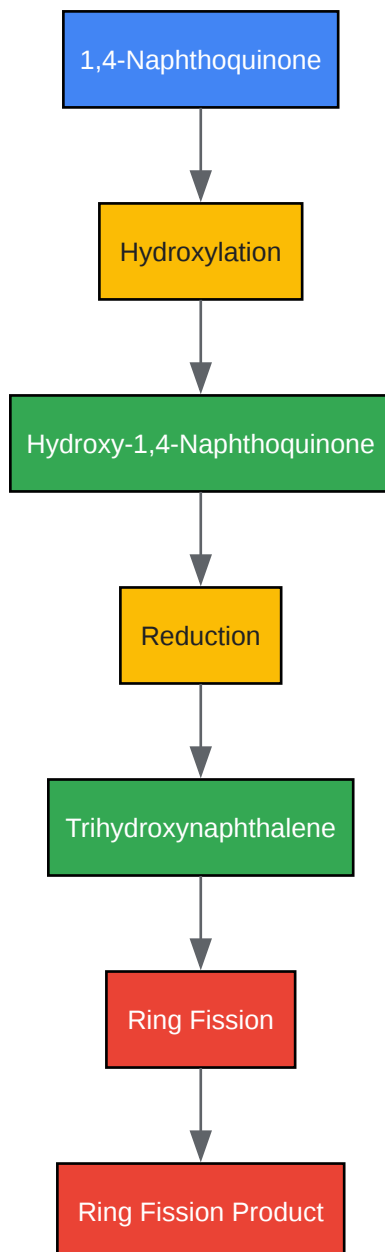 1,4-Naphthoquinone
Hydroxylation
Hydroxy-1,4-Naphthoquinone
Reduction
Trihydroxynaphthalene
Ring Fission
Ring Fission Product